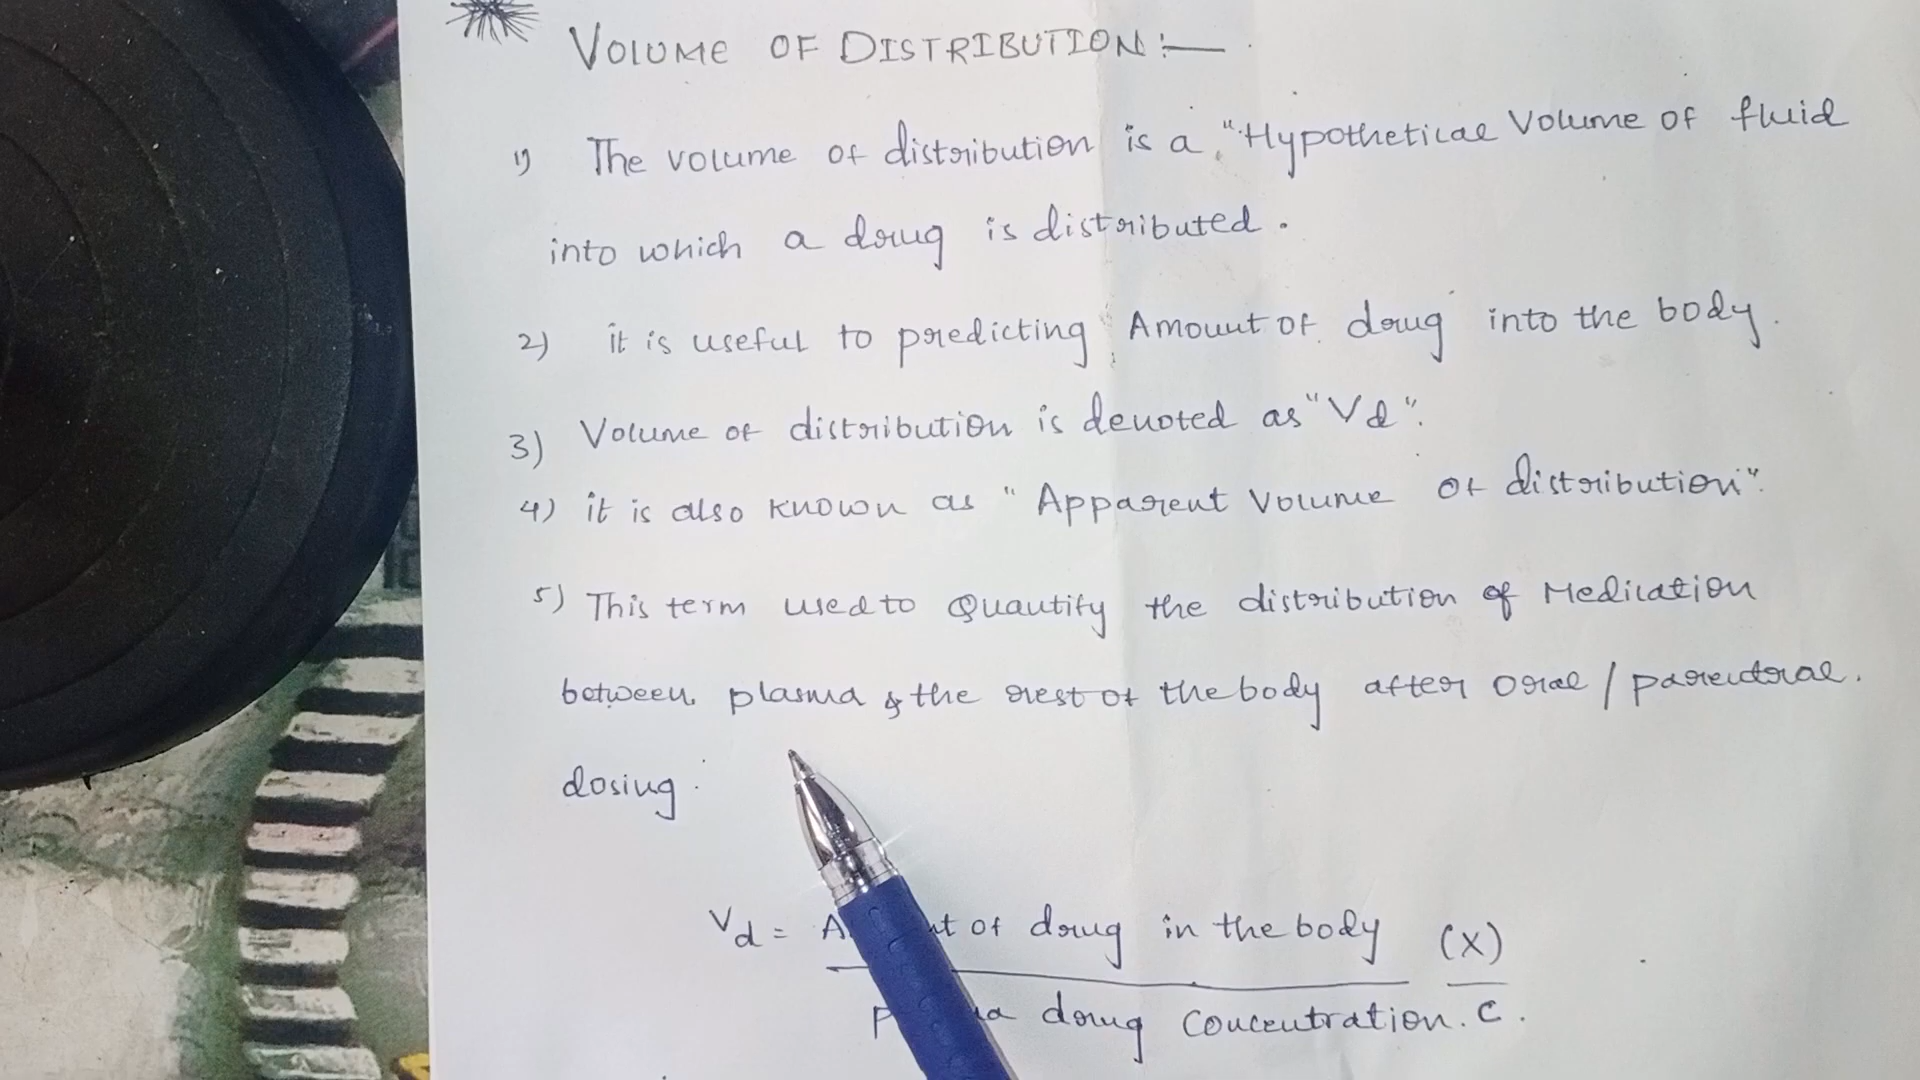 VOLUME OF DISTRIBUTION:—
1) The volume of distribution is a "Hypothetical Volume of fluid
into which a drug is distributed.
2) it is useful to predicting Amount of drug into the body.
3) Volume of distribution is denoted as "Vd".
4) it is also known as "Apparent Volume of distribution".
5) This term used to Quantify the distribution of Medication
between plasma & the rest of the body after oral / parentral.
dosing.
Vd = of drug in the body (X)
drug concentration. C.